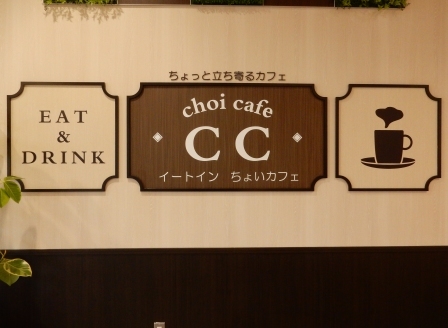 EAT
&
DRINK
ちょっと立ち寄るカフェ
choi cafe
CC
イートイン ちょいカフェ